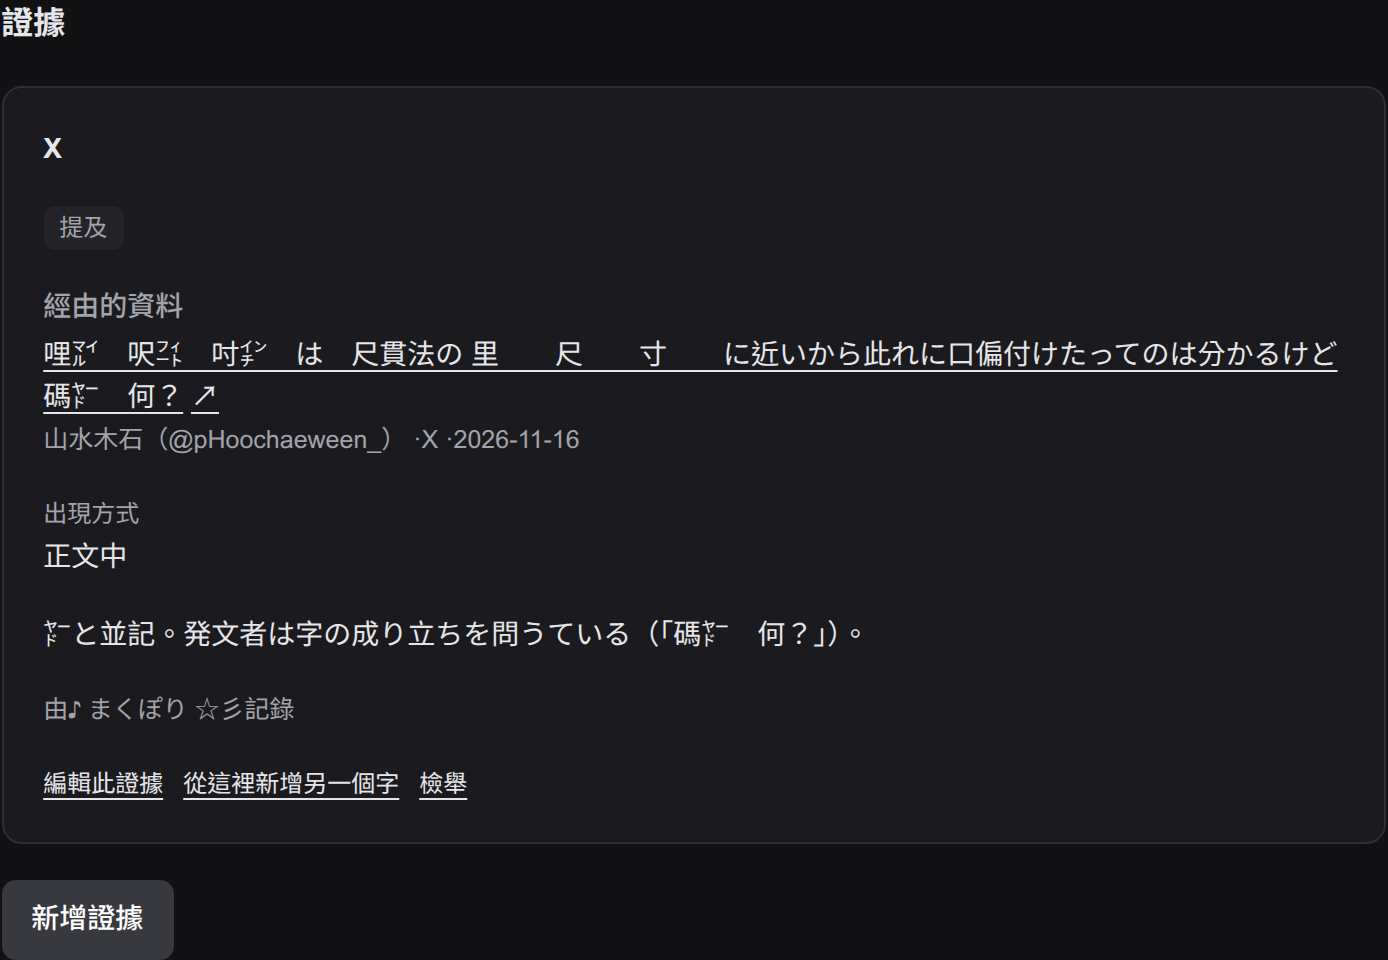 證據
X
提及
經由的資料
哩㍄　呎㌳　吋㌅　は　尺貫法の 里　　尺　　寸　　に近いから此れに口偏付けたってのは分かるけど
碼㍎　何？ ↗
山水木石（@pHoochaeween_） ·X ·2026-11-16
出現方式
正文中
㍎と並記。発文者は字の成り立ちを問うている（「碼㍎　何？」）。
由♪ まくぽり ☆彡記錄
編輯此證據 從這裡新增另一個字 檢舉
新增證據